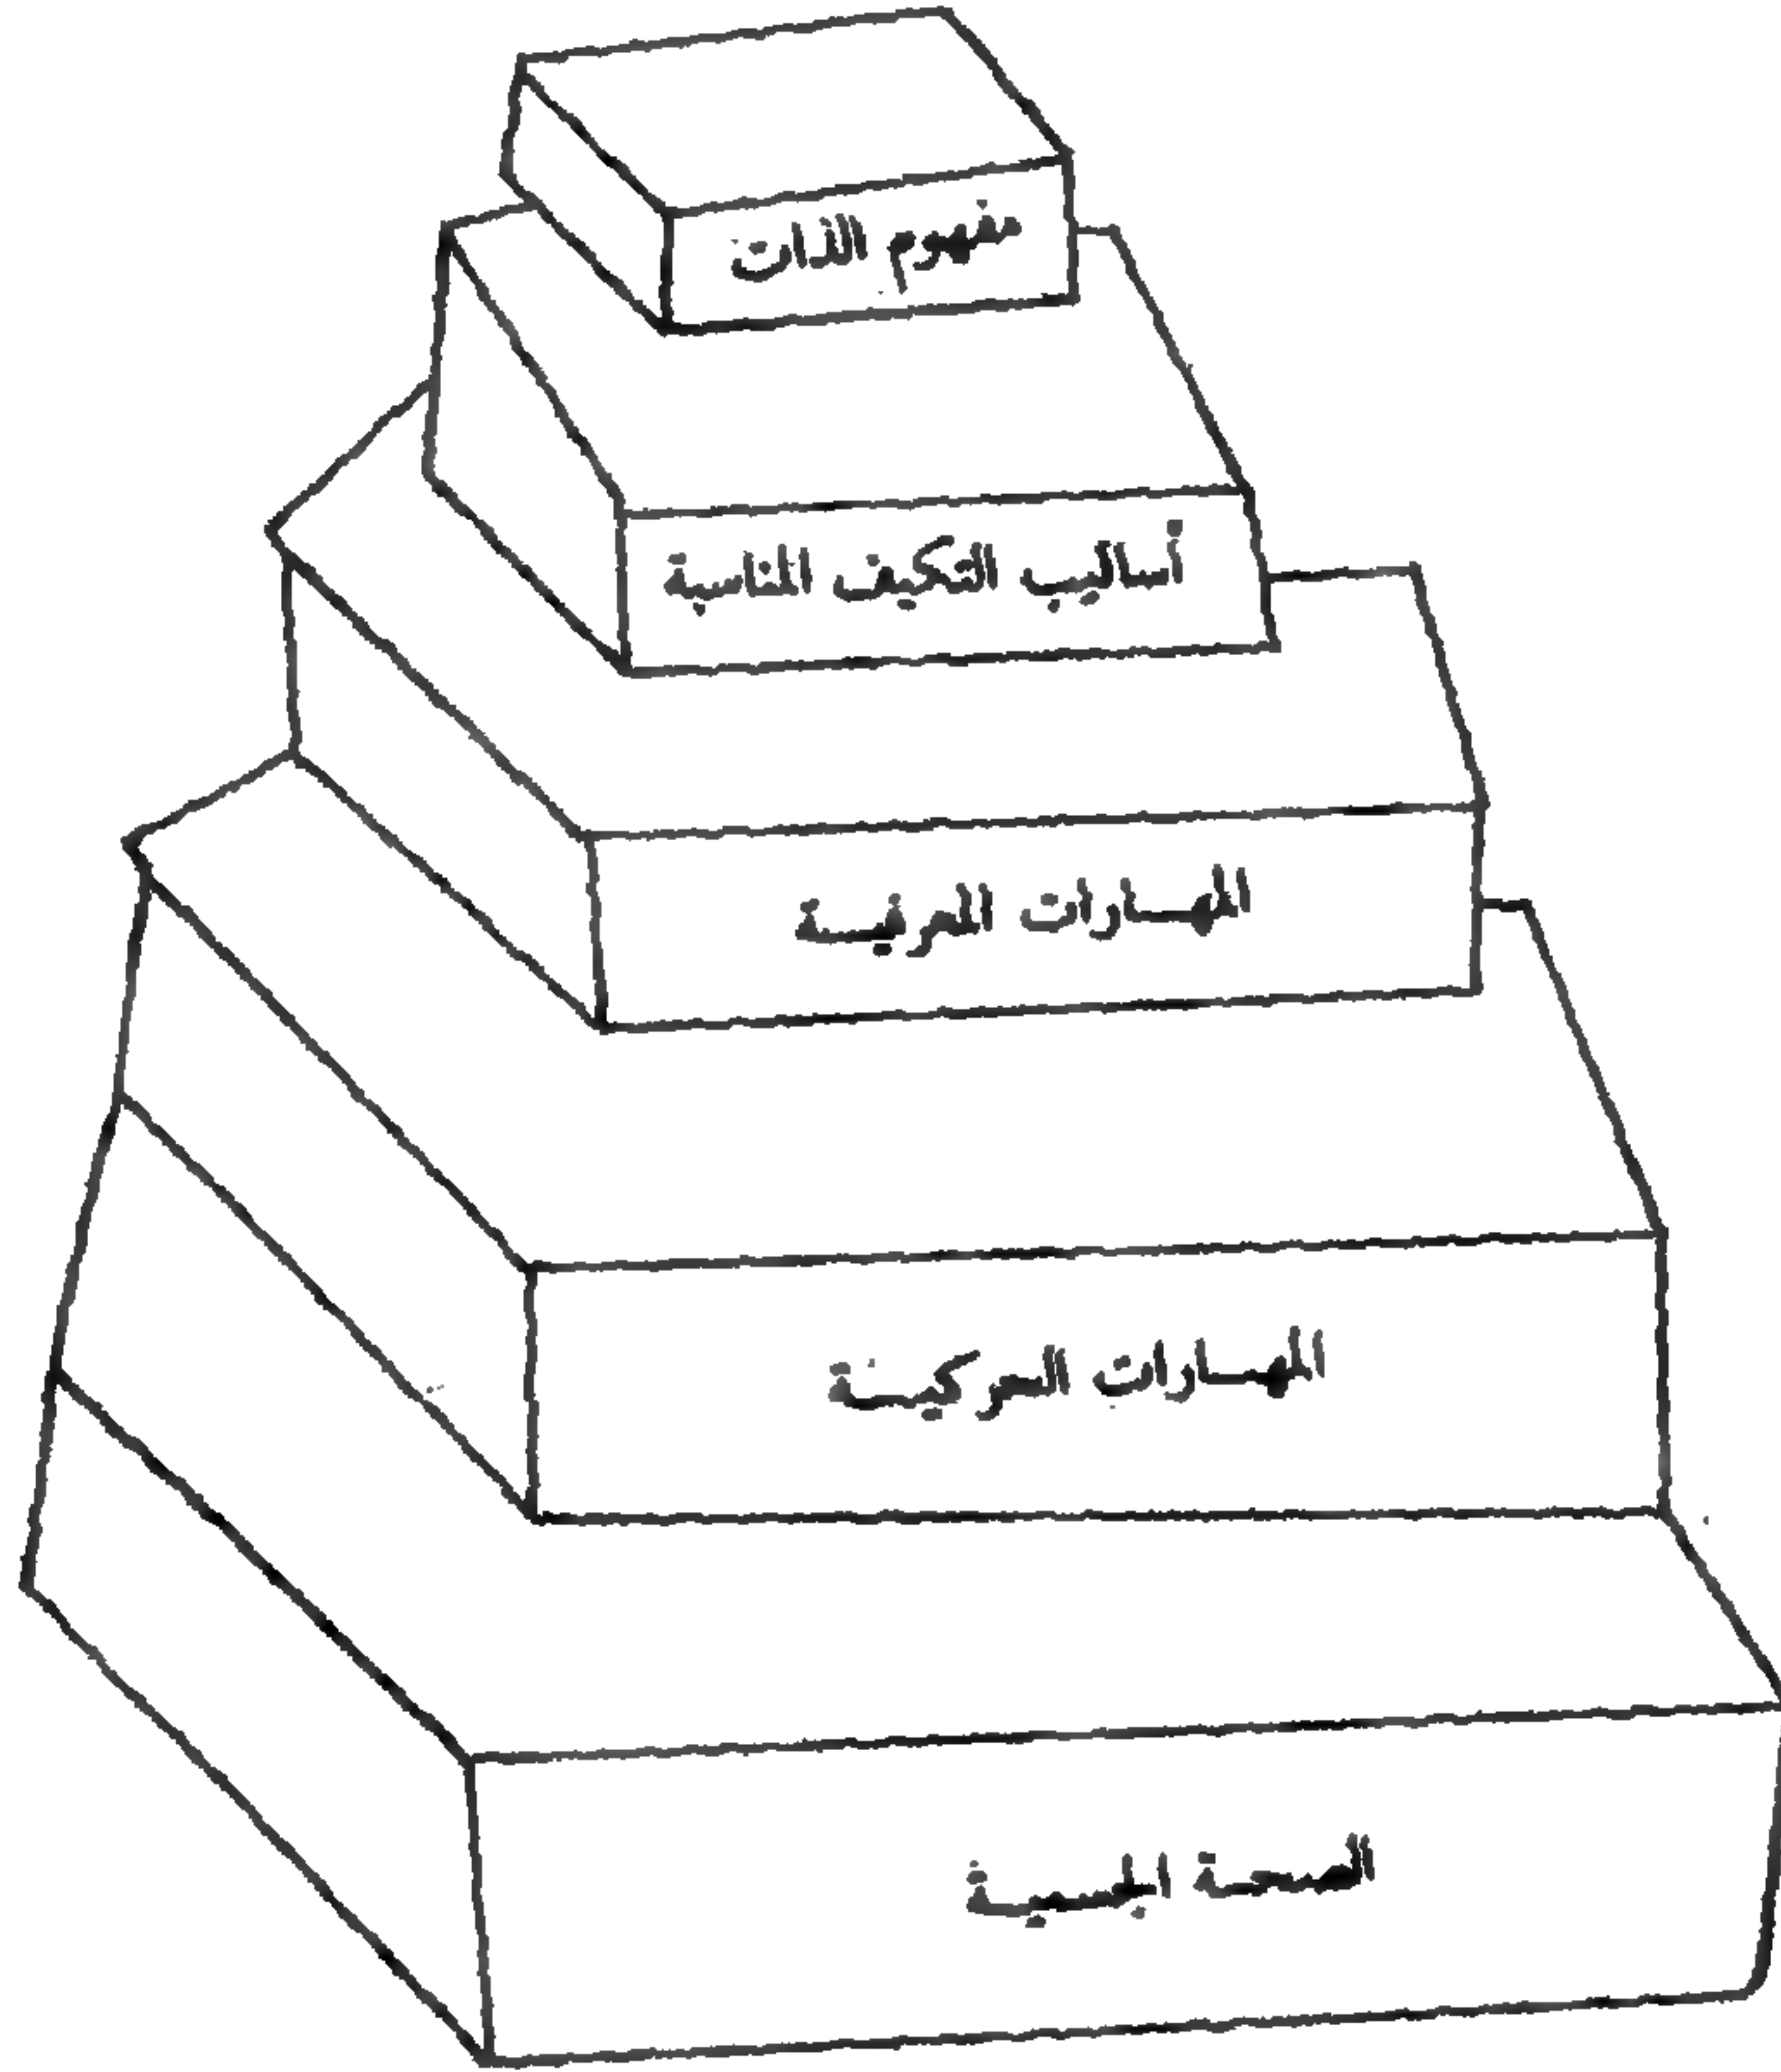 مفهوم الذات
أساليب التكيف المناسبة
المهارات المعرفية
المهارات الحركية
الصحة الجسمية